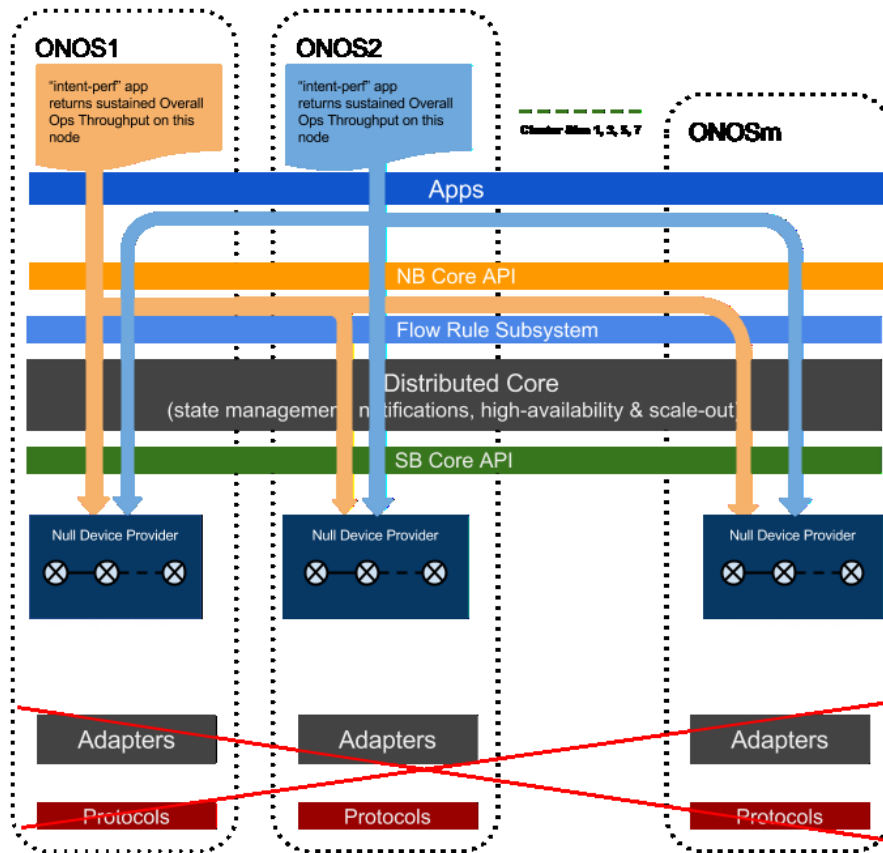 ONOS1
"intent-perf" app
returns sustained Overall
Ops Throughput on this
node
ONOS2
"intent-perf" app
returns sustained Overall
Ops Throughput on this
node
Cluster Size 1, 3, 5, 7
ONOSm
Apps
NB Core API
Flow Rule Subsystem
Distributed Core
(state management, notifications, high-availability & scale-out)
SB Core API
Null Device Provider
Null Device Provider
Null Device Provider
Adapters
Adapters
Adapters
Protocols
Protocols
Protocols